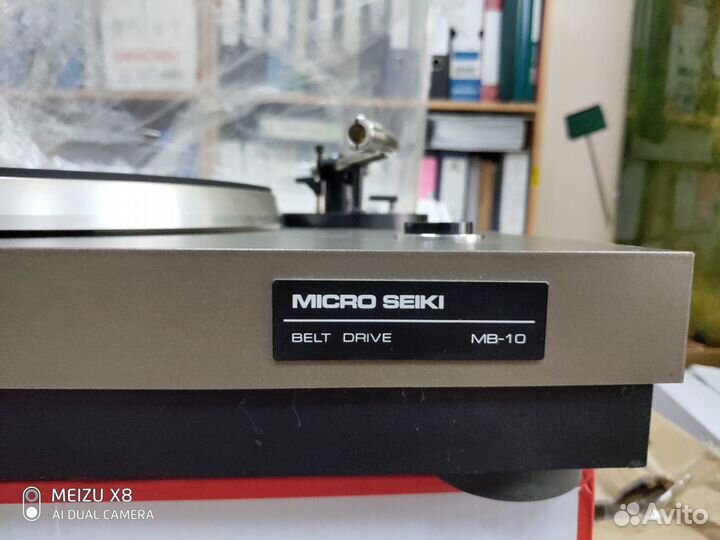 MICRO SEIKI
BELT DRIVE MB-10
MEIZU X8
AI DUAL CAMERA
Avito